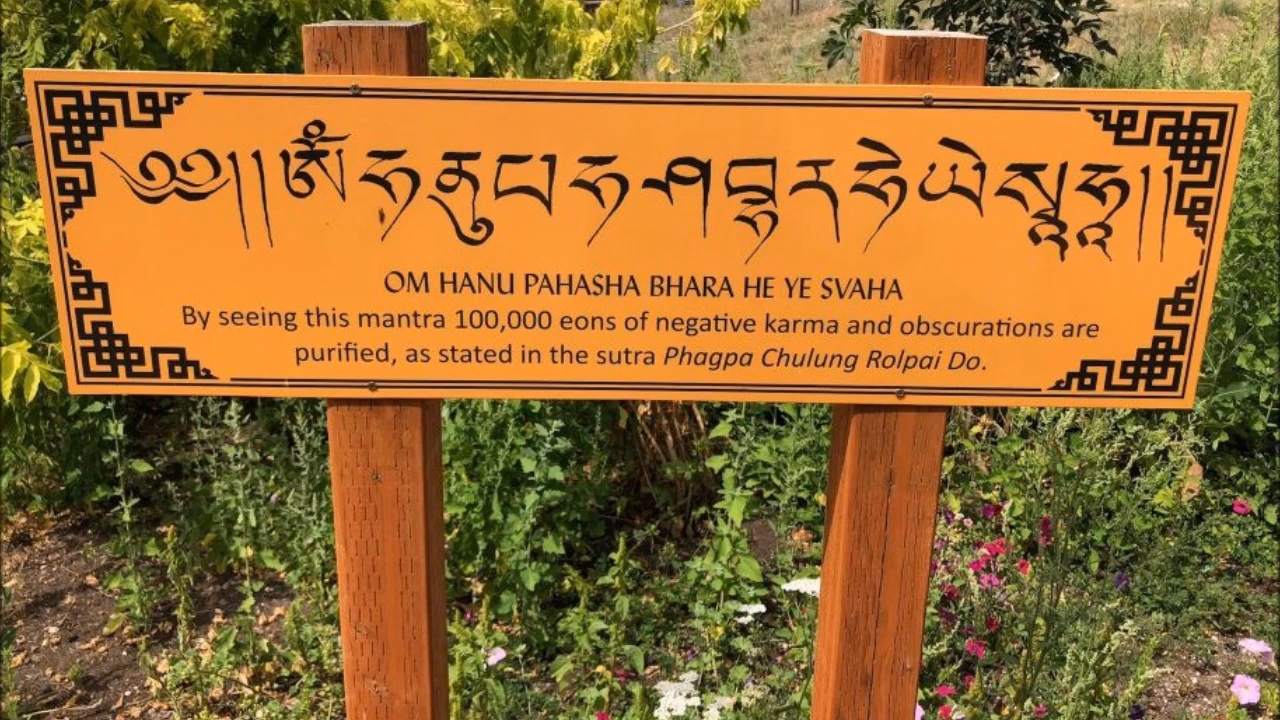 ༄༅།།ཨོཾ ཧ ནུ པ ཧ ཤ བྷ ར ཧེ ཡེ སྭཱ ཧཱ།།
OM HANU PAHASHA BHARA HE YE SVAHA
By seeing this mantra 100,000 eons of negative karma and obscurations are
purified, as stated in the sutra Phagpa Chulung Rolpai Do.